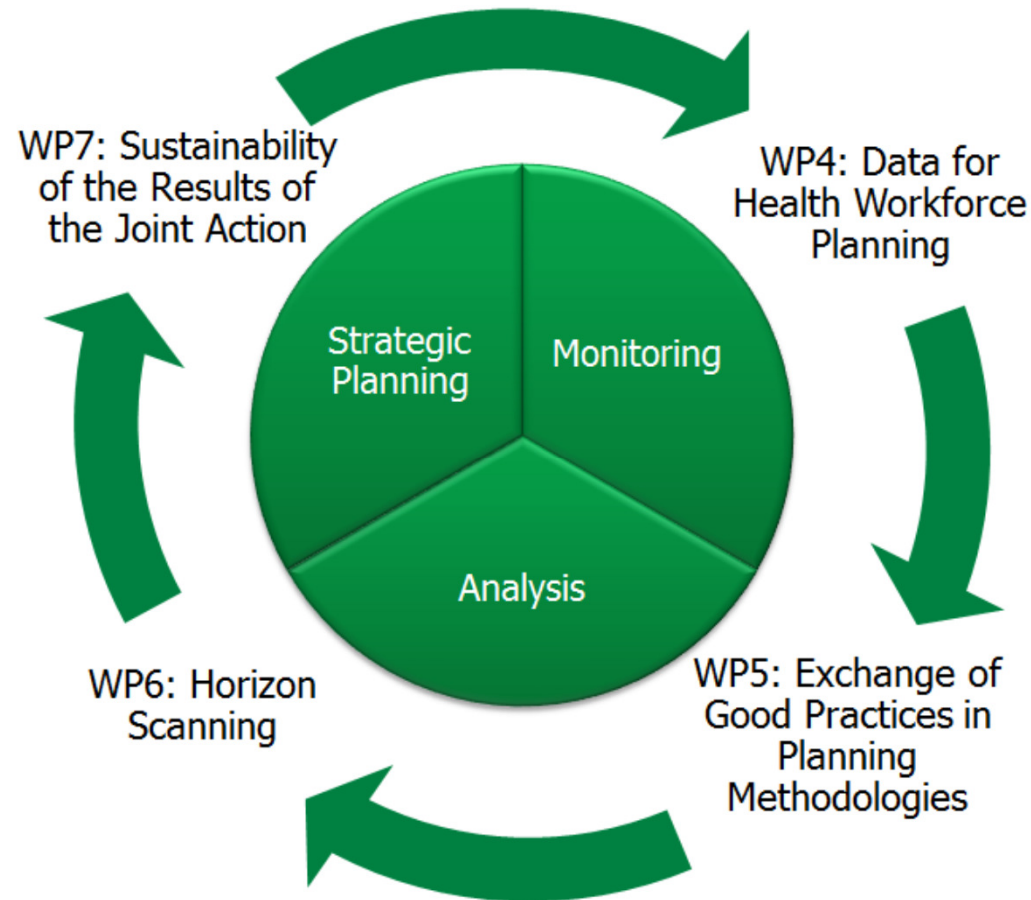 WP7: Sustainability
of the Results of
the Joint Action
WP4: Data for
Health Workforce
Planning
Strategic
Planning
Monitoring
Analysis
WP6: Horizon
Scanning
WP5: Exchange of
Good Practices in
Planning
Methodologies